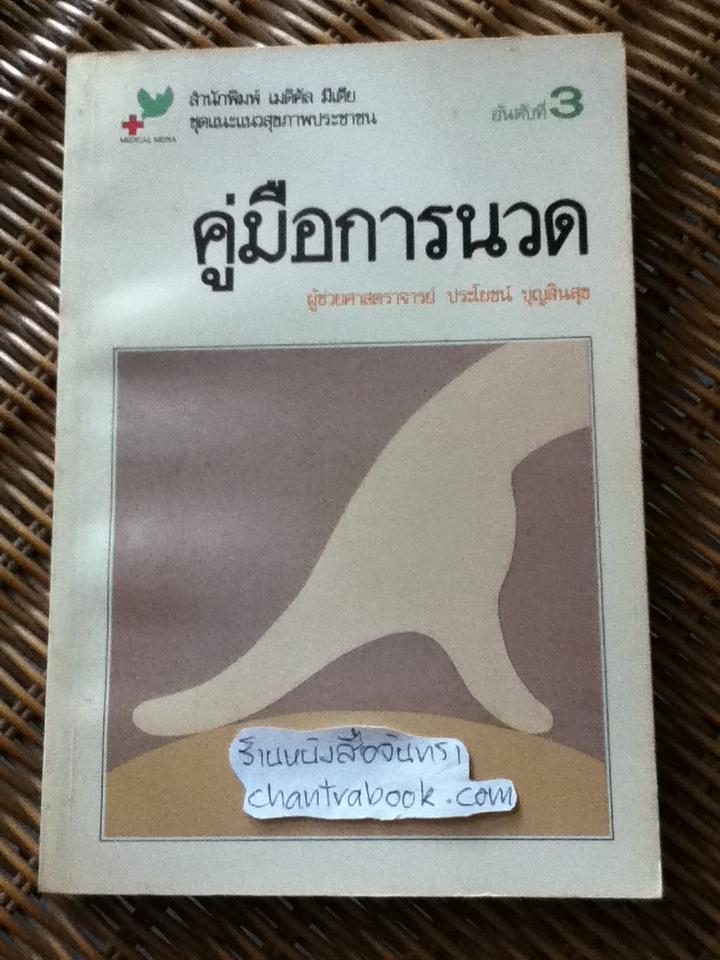 สำนักพิมพ์ เมดิคัล มีเดีย
ชุดแนะแนวสุขภาพประชาชน
อันดับที่ 3
MEDICAL MEDIA
คู่มือการนวด
ผู้ช่วยศาสตราจารย์ ประโยชน์ บุญสินสุข
ร้านหนังสือจันทรา
chantrabook.com